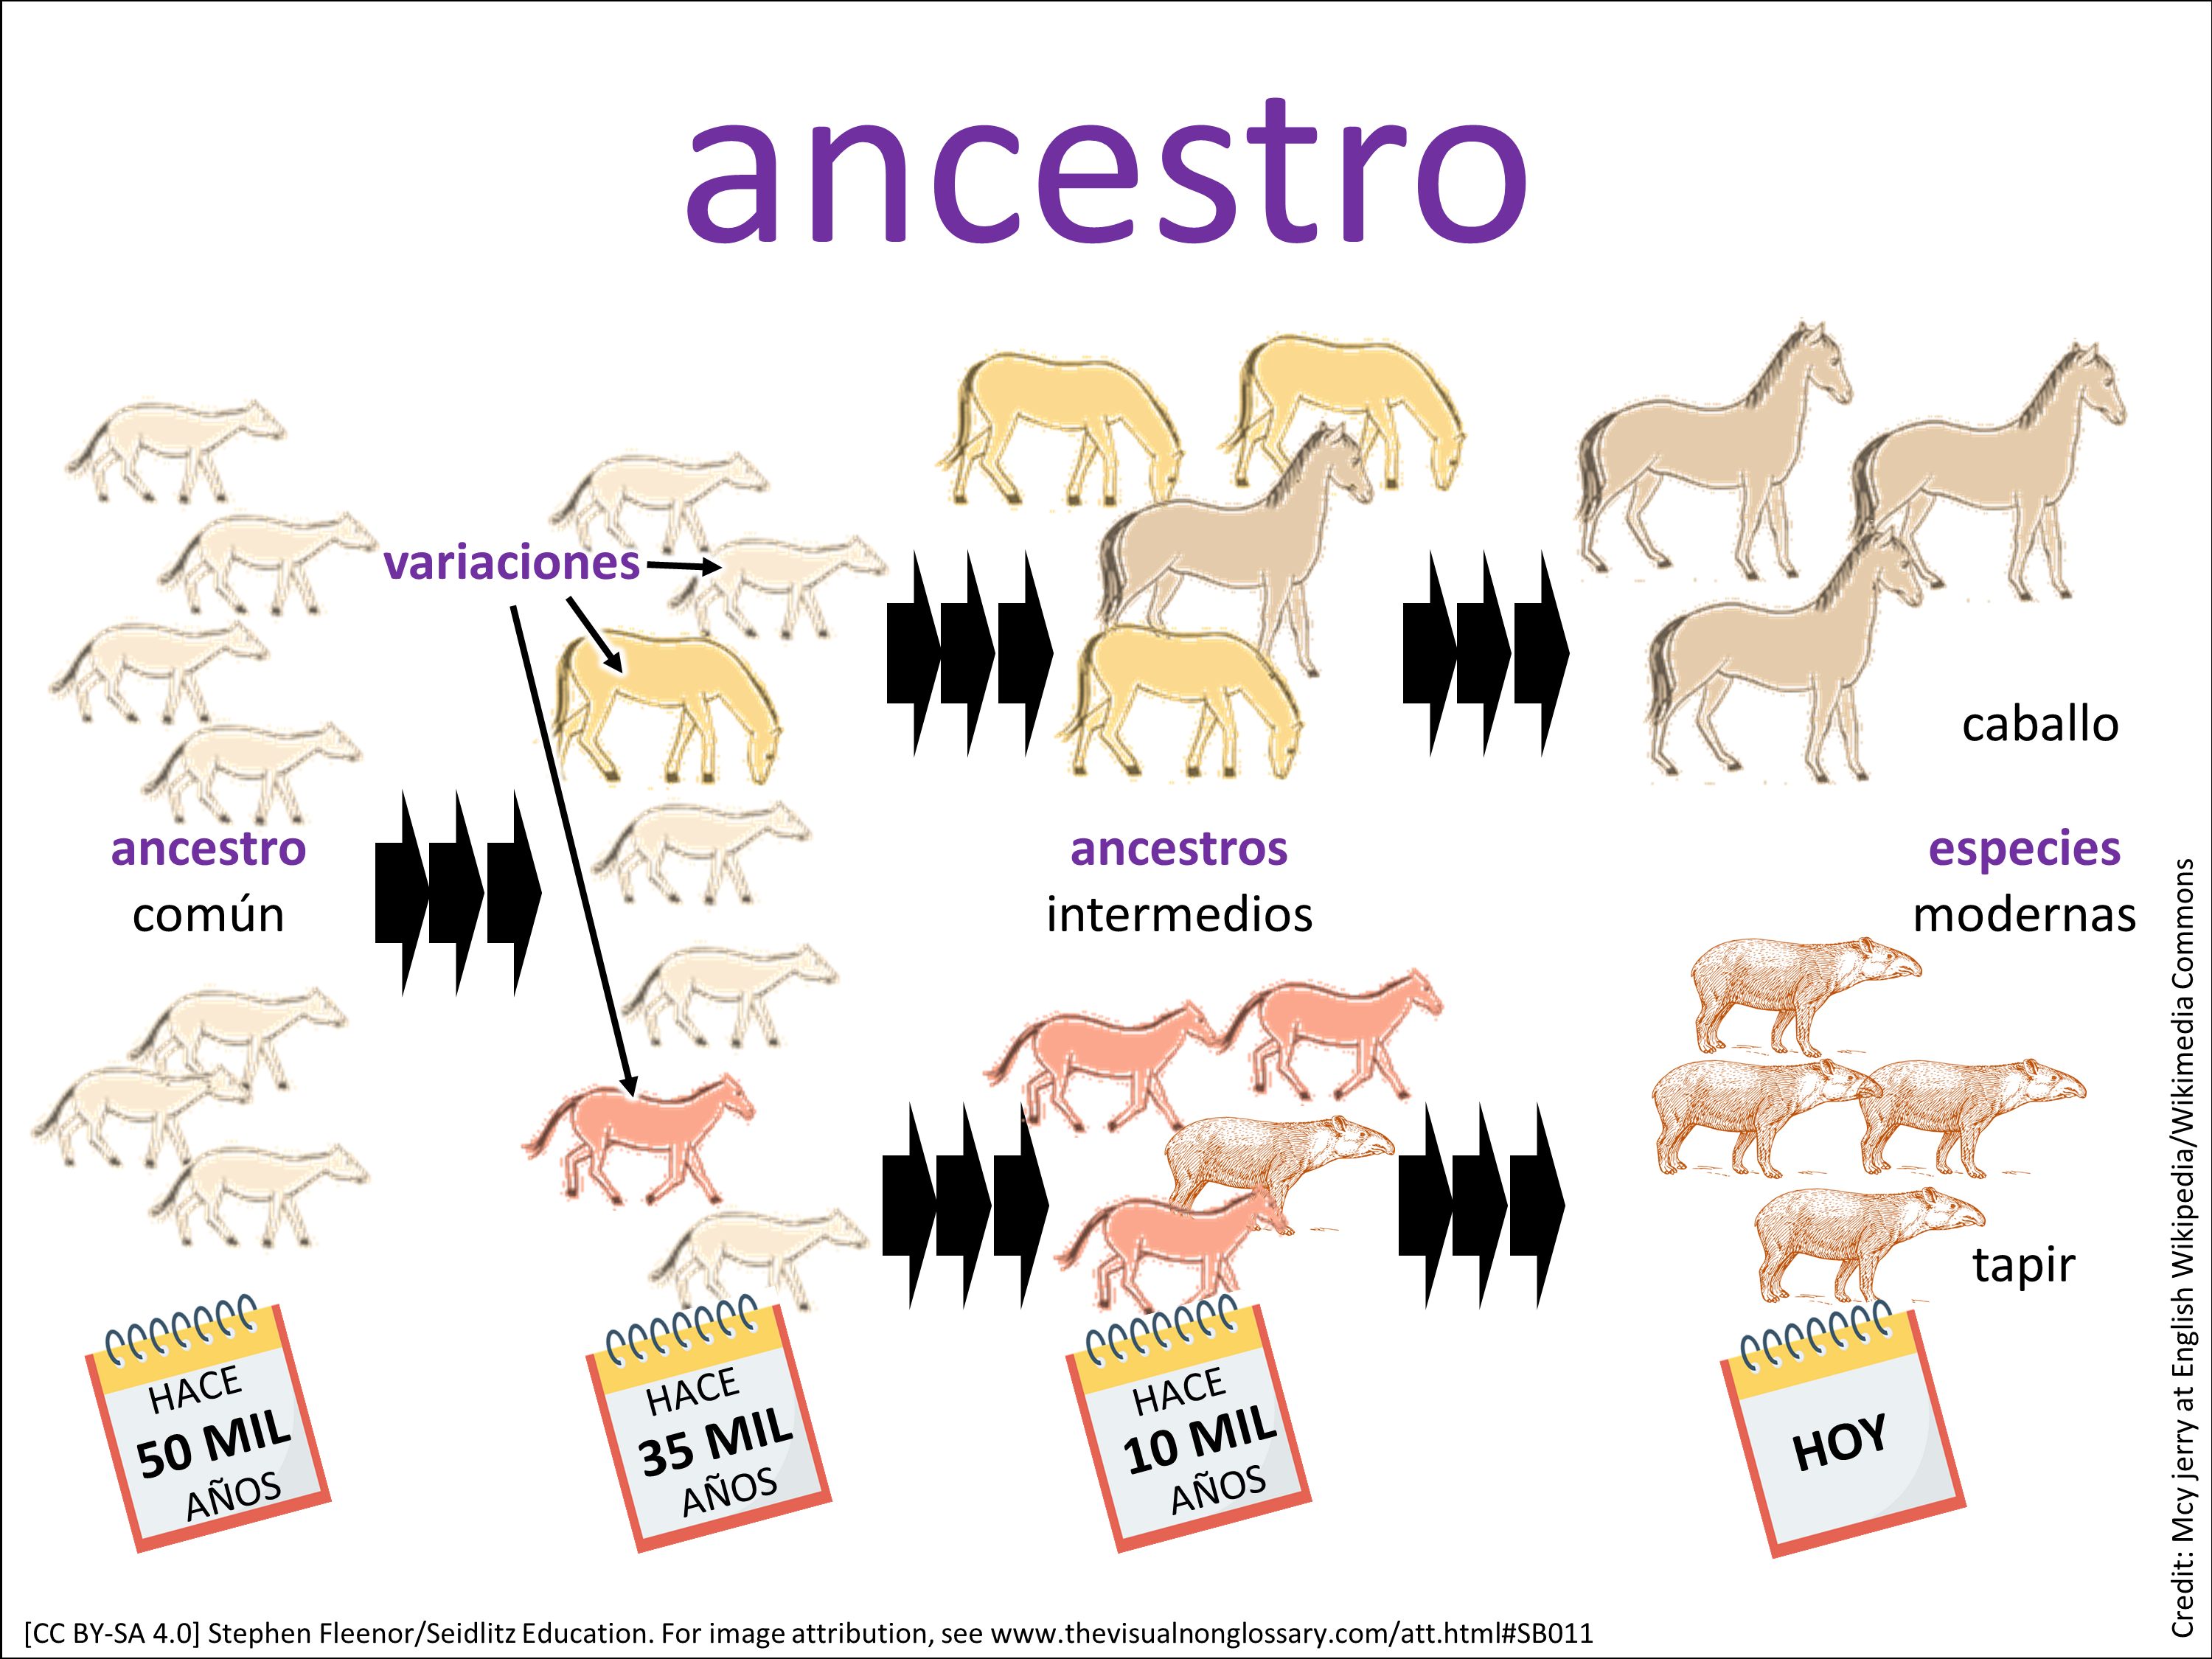 ancestro
variaciones
caballo
ancestro
común
ancestros
intermedios
especies
modernas
tapir
HACE
50 MIL
AÑOS
HACE
35 MIL
AÑOS
HACE
10 MIL
AÑOS
HOY
Credit: Mcy jerry at English Wikipedia/Wikimedia Commons
[CC BY-SA 4.0] Stephen Fleenor/Seidlitz Education. For image attribution, see www.thevisualnonglossary.com/att.html#SB011